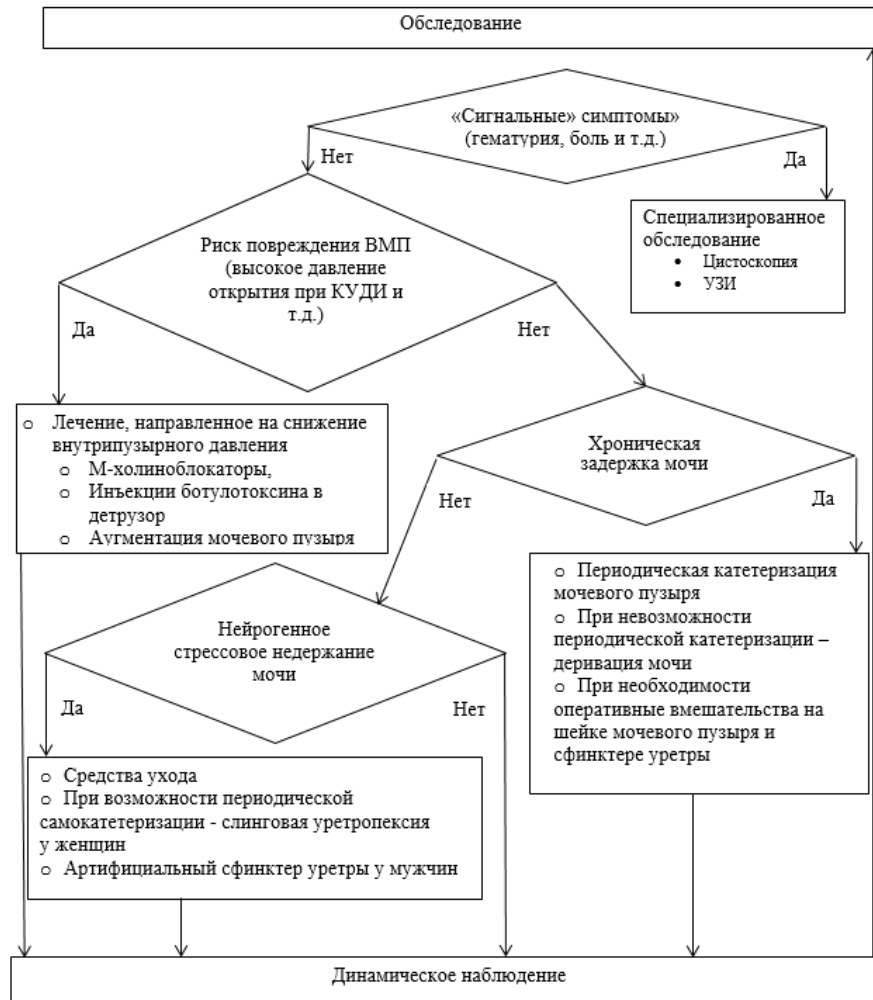 Обследование
«Сигнальные» симптомы»
(гематурия, боль и т.д.)
Нет
Да
Риск повреждения ВМП
(высокое давление
открытия при КУДИ и
т.д.)
Специализированное
обследование
• Цистоскопия
• УЗИ
Да
Нет
o Лечение, направленное на снижение
внутрипузырного давления
o М-холиноблокаторы,
o Инъекции ботулотоксина в
детрузор
o Аугментация мочевого пузыря
Хроническая
задержка мочи
Нет
Да
o Периодическая катетеризация
мочевого пузыря
o При невозможности
периодической катетеризации –
деривация мочи
o При необходимости
оперативные вмешательства на
шейке мочевого пузыря и
сфинктере уретры
Нейрогенное
стрессовое недержание
мочи
Да
Нет
o Средства ухода
o При возможности периодической
самокатетеризации - слинговая уретропексия
у женщин
o Артифициальный сфинктер уретры у мужчин
Динамическое наблюдение